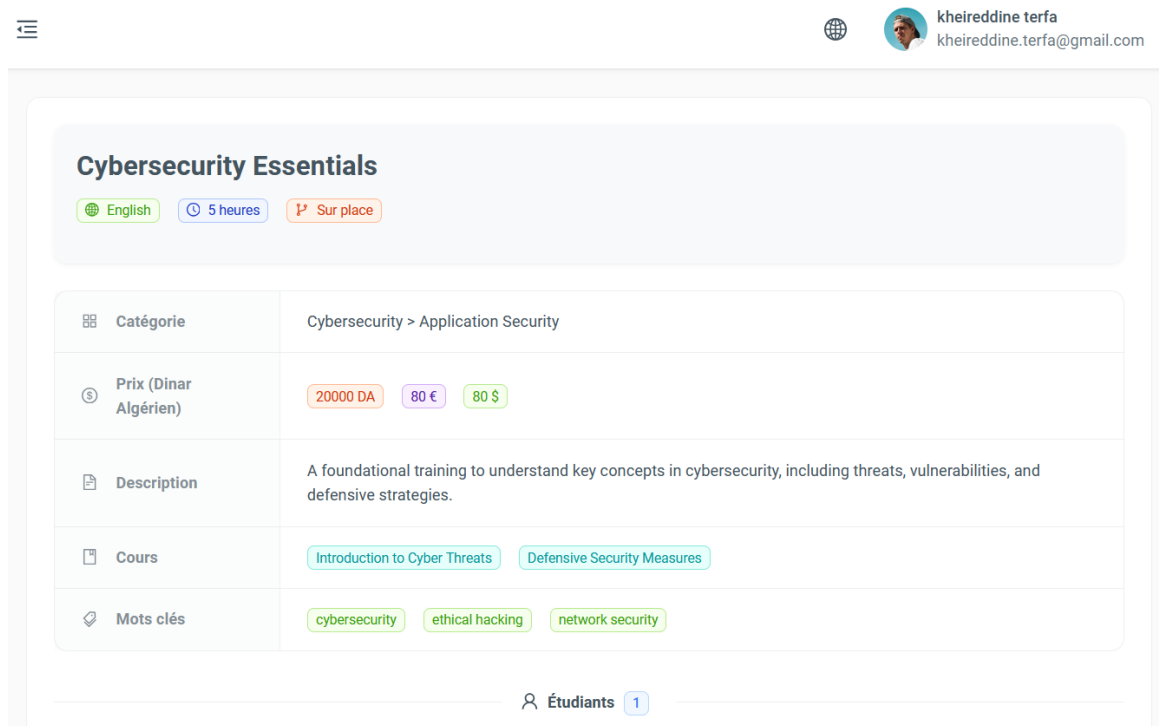 kheireddine terfa
kheireddine.terfa@gmail.com
Cybersecurity Essentials
English 5 heures Sur place
Catégorie Cybersecurity > Application Security
Prix (Dinar
Algérien) 20000 DA 80 € 80 $
Description A foundational training to understand key concepts in cybersecurity, including threats, vulnerabilities, and
defensive strategies.
Cours Introduction to Cyber Threats Defensive Security Measures
Mots clés cybersecurity ethical hacking network security
Étudiants 1